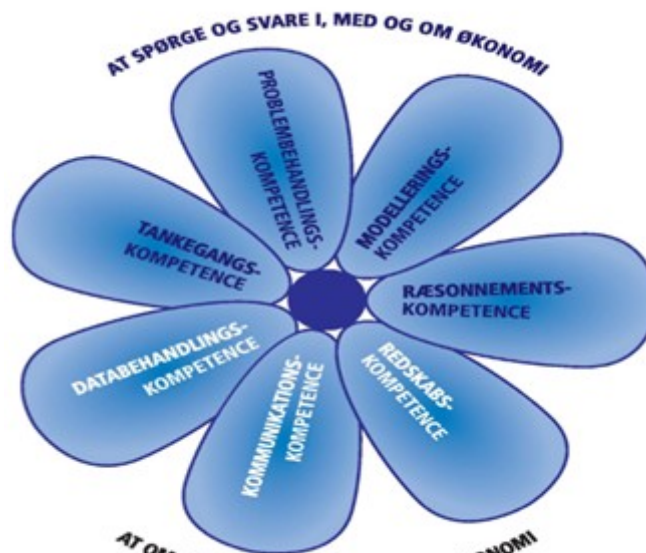 AT SPØRGE OG SVARE I, MED OG OM ØKONOMI
PROBLEMBEHANDLINGS-
KOMPETENCE
MODELLERINGS-
KOMPETENCE
TANKEGANGS-
KOMPETENCE
RÆSONNEMENTS-
KOMPETENCE
DATABEHANDLINGS-
KOMPETENCE
KOMMUNIKATIONS-
KOMPETENCE
REDSKABS-
KOMPETENCE
AT